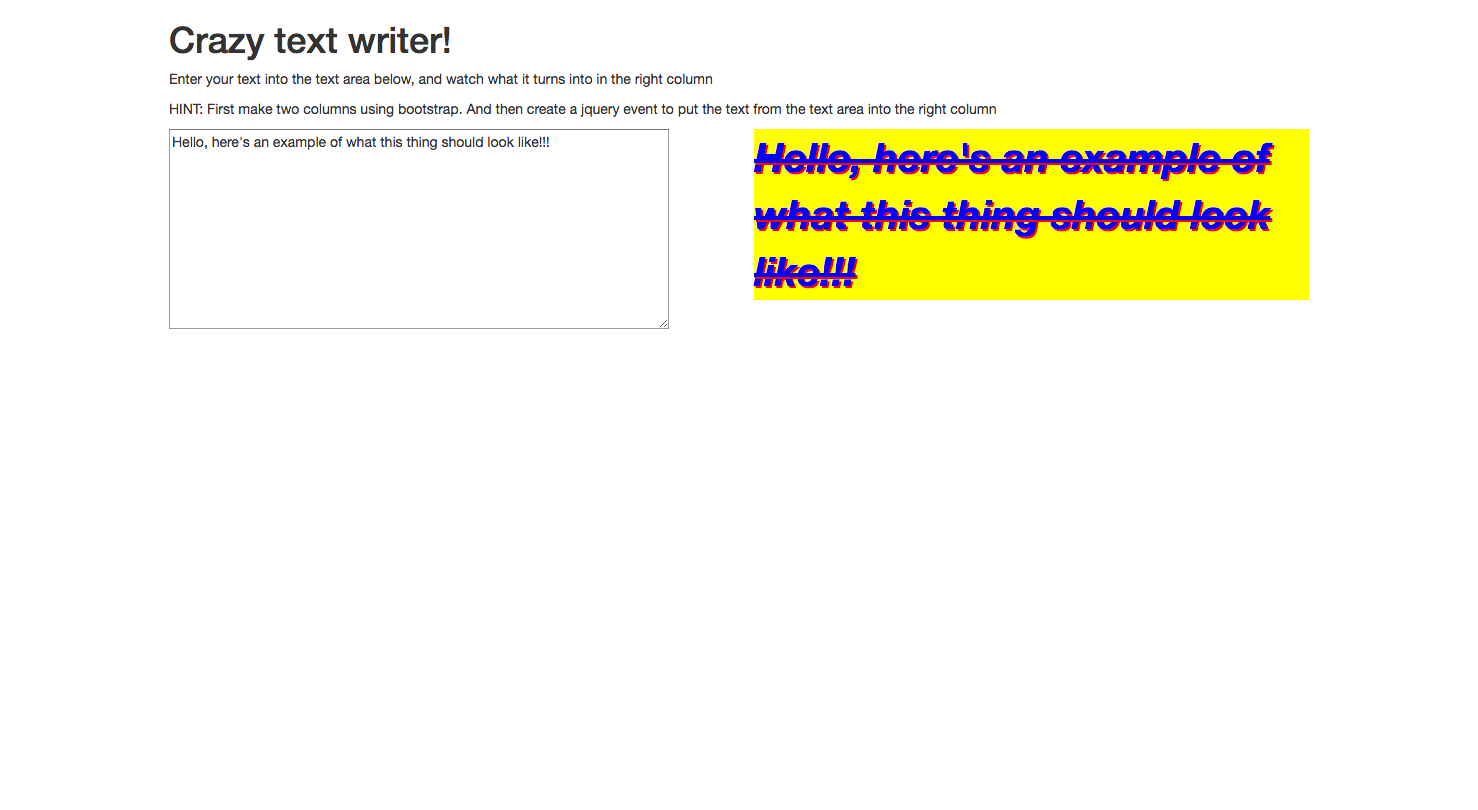 Crazy text writer!
Enter your text into the text area below, and watch what it turns into in the right column
HINT: First make two columns using bootstrap. And then create a jquery event to put the text from the text area into the right column
Hello, here's an example of what this thing should look like!!!
Hello, here's an example of
what this thing should look
like!!!